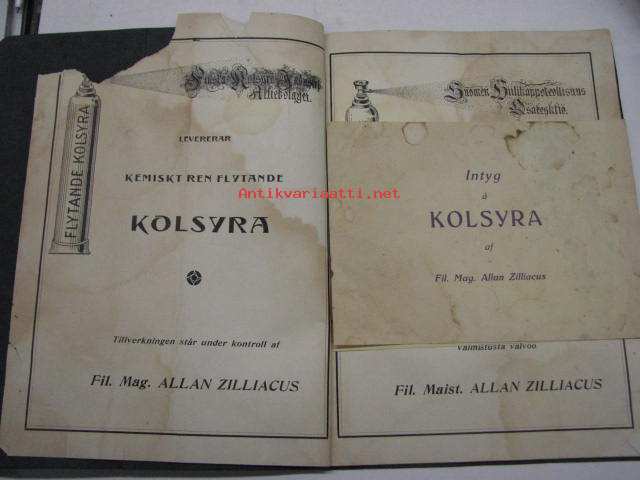 Aktiebolaget.
LEVERERAR
KEMISKT REN FLYTANDE
KOLSYRA
FLYTANDE KOLSYRA
Tillverkningen står under kontroll af
Fil. Mag. ALLAN ZILLIACUS
Suomen Hiilihappoteollisuus
Osakeyhtiö.
Intyg
å
KOLSYRA
af
Fil. Mag. Allan Zilliacus
valmistusta valvoo.
Fil. Maist. ALLAN ZILLIACUS
Antikvariaatti.net